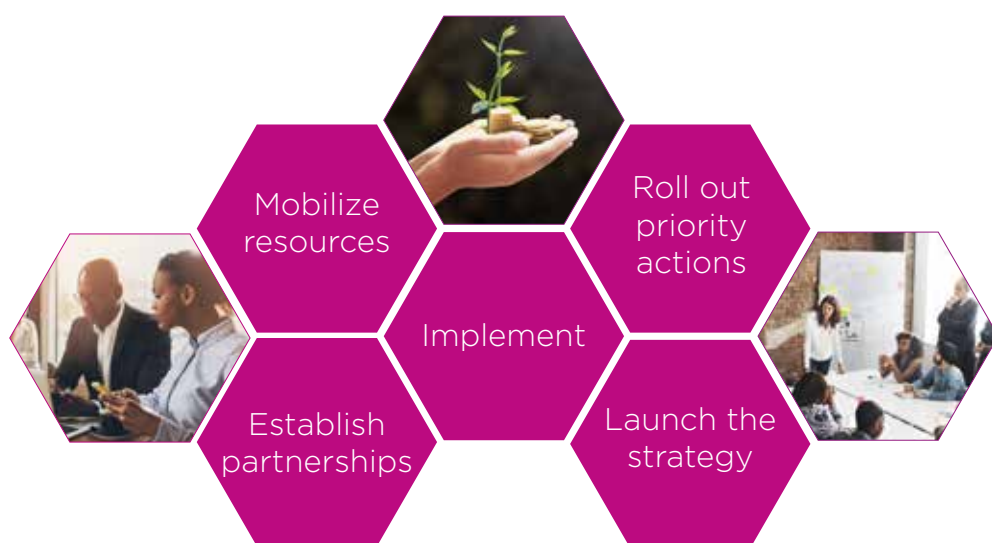 Mobilize
resources
Roll out
priority
actions
Implement
Establish
partnerships
Launch the
strategy